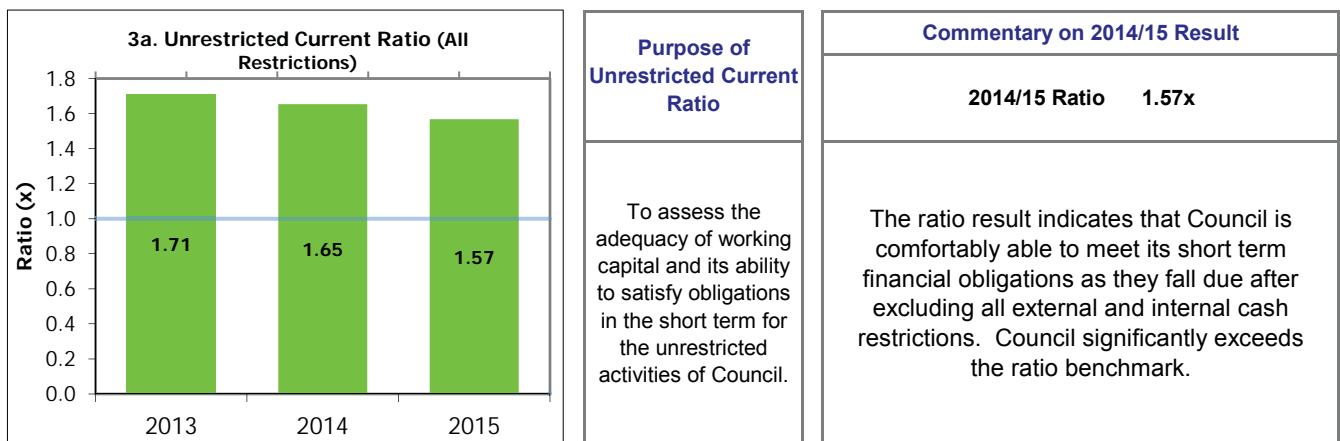 3a. Unrestricted Current Ratio (All
Restrictions)
1.8
1.6
1.4
1.2
1.0
0.8
0.6
0.4
0.2
0.0
Ratio (x)
1.71
1.65
1.57
2013
2014
2015
Purpose of
Unrestricted Current
Ratio
To assess the
adequacy of working
capital and its ability
to satisfy obligations
in the short term for
the unrestricted
activities of Council.
Commentary on 2014/15 Result
2014/15 Ratio 1.57x
The ratio result indicates that Council is
comfortably able to meet its short term
financial obligations as they fall due after
excluding all external and internal cash
restrictions. Council significantly exceeds
the ratio benchmark.